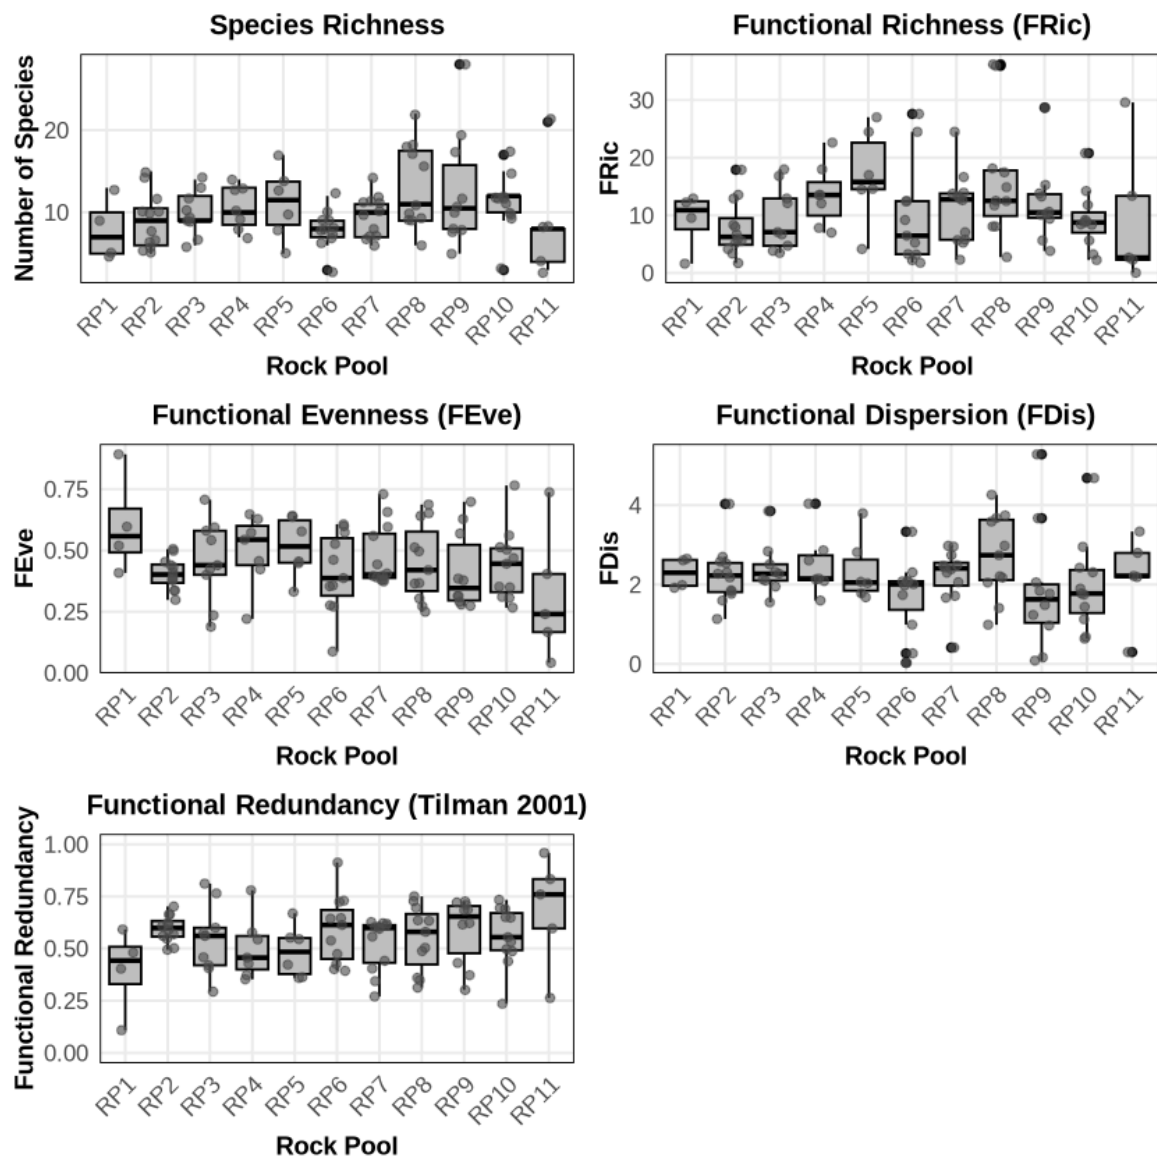 Species Richness
Number of Species
20
10
RP1 RP2 RP3 RP4 RP5 RP6 RP7 RP8 RP9 RP10 RP11
Rock Pool
Functional Richness (FRic)
FRic
30
20
10
0
RP1 RP2 RP3 RP4 RP5 RP6 RP7 RP8 RP9 RP10 RP11
Rock Pool
Functional Evenness (FEve)
FEve
0.75
0.50
0.25
0.00
RP1 RP2 RP3 RP4 RP5 RP6 RP7 RP8 RP9 RP10 RP11
Rock Pool
Functional Dispersion (FDis)
FDis
4
2
0
RP1 RP2 RP3 RP4 RP5 RP6 RP7 RP8 RP9 RP10 RP11
Rock Pool
Functional Redundancy (Tilman 2001)
Functional Redundancy
1.00
0.75
0.50
0.25
0.00
RP1 RP2 RP3 RP4 RP5 RP6 RP7 RP8 RP9 RP10 RP11
Rock Pool